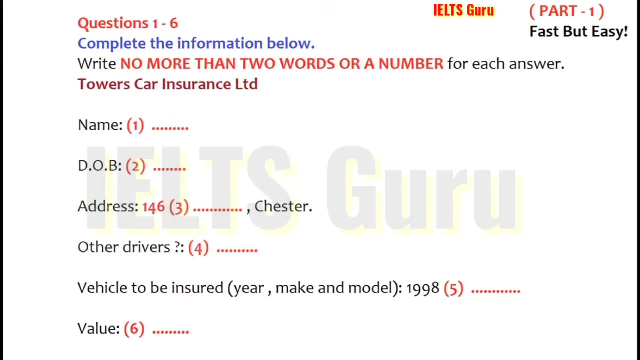 IELTS Guru
( PART - 1 )
Questions 1 - 6
Fast But Easy!
Complete the information below.
Write NO MORE THAN TWO WORDS OR A NUMBER for each answer.
Towers Car Insurance Ltd
Name: (1) .........
D.O.B: (2) ........
Address: 146 (3) ............. , Chester.
IELTS Guru
Other drivers ?: (4) ..........
Vehicle to be insured (year , make and model): 1998 (5) ............
Value: (6) .........